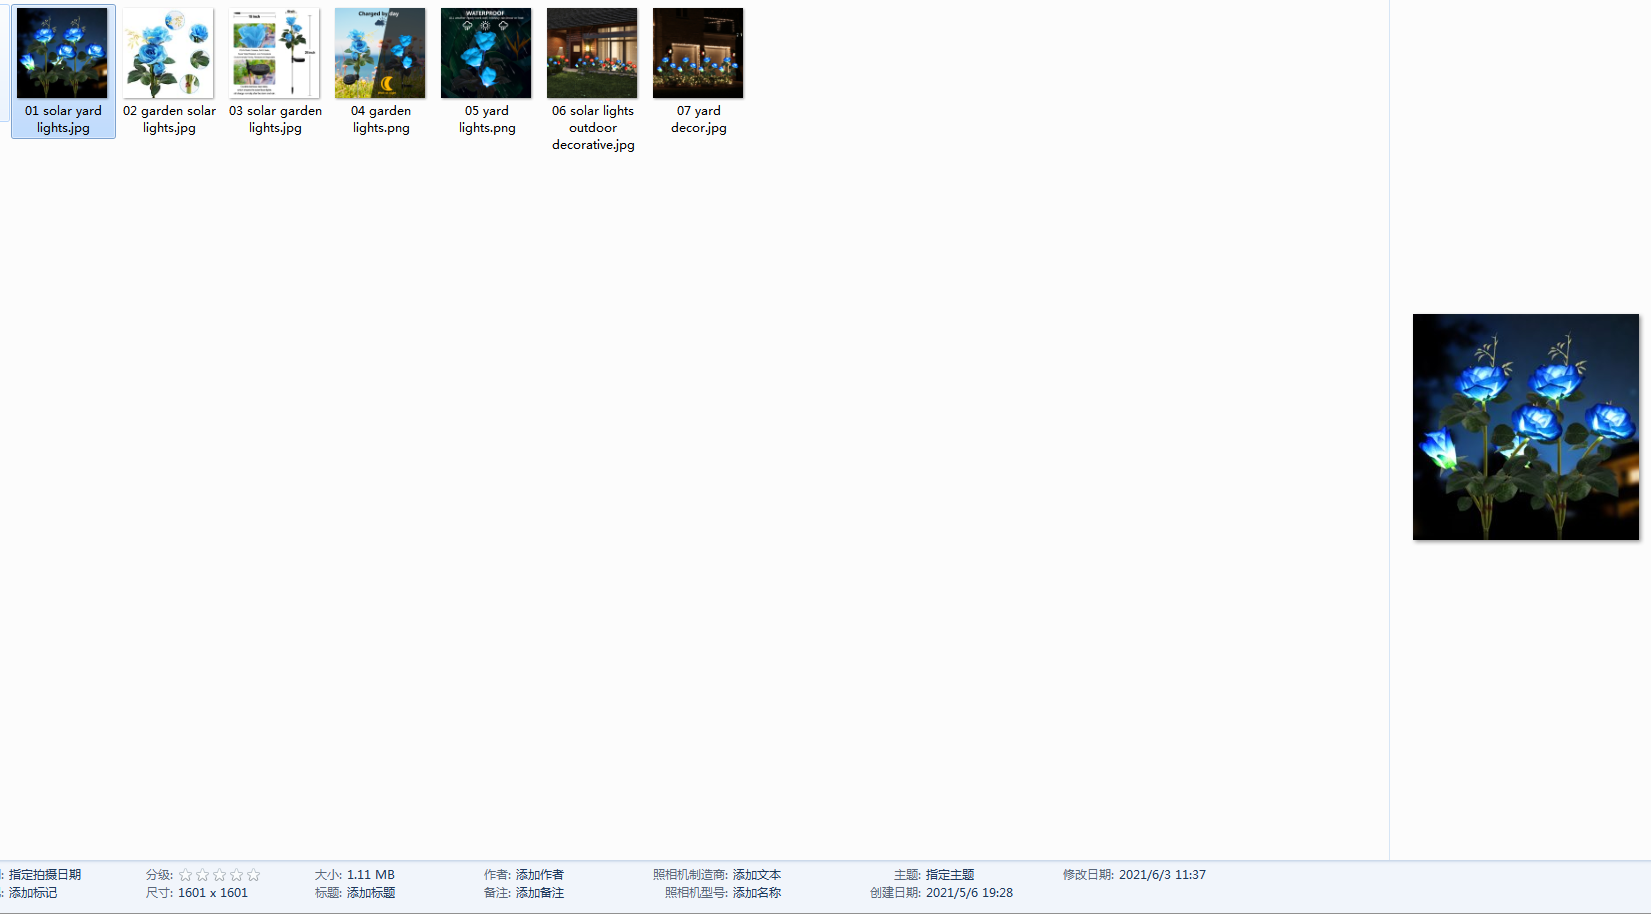 Charged by day
WATERPROOF
01 solar yard
lights.jpg
02 garden solar
lights.jpg
03 solar garden
lights.jpg
04 garden
lights.png
05 yard
lights.png
06 solar lights
outdoor
decorative.jpg
07 yard
decor.jpg
: 指定拍摄日期
分级:
大小: 1.11 MB
作者: 添加作者
照相机制造商: 添加文本
主题: 指定主题
修改日期: 2021/6/3 11:37
: 添加标记
尺寸: 1601 x 1601
标题: 添加标题
备注: 添加备注
照相机型号: 添加名称
创建日期: 2021/5/6 19:28